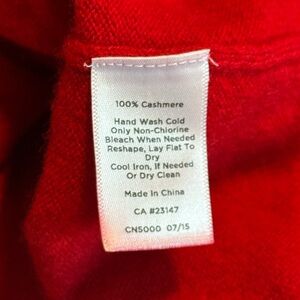 100% Cashmere
Hand Wash Cold
Only Non-Chlorine
Bleach When Needed
Reshape, Lay Flat To
Dry
Cool Iron, If Needed
Or Dry Clean
Made In China
CA #23147
CN5000 07/15